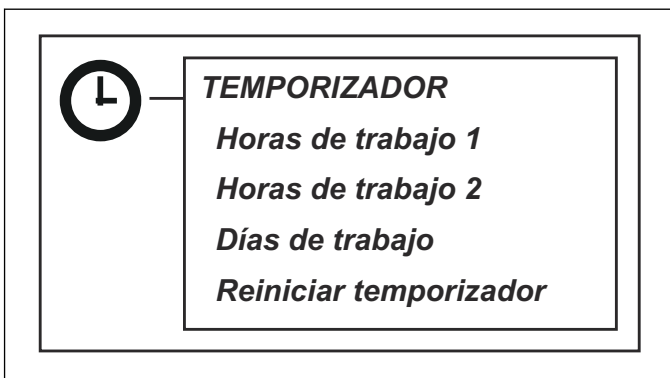 TEMPORIZADOR
Horas de trabajo 1
Horas de trabajo 2
Días de trabajo
Reiniciar temporizador